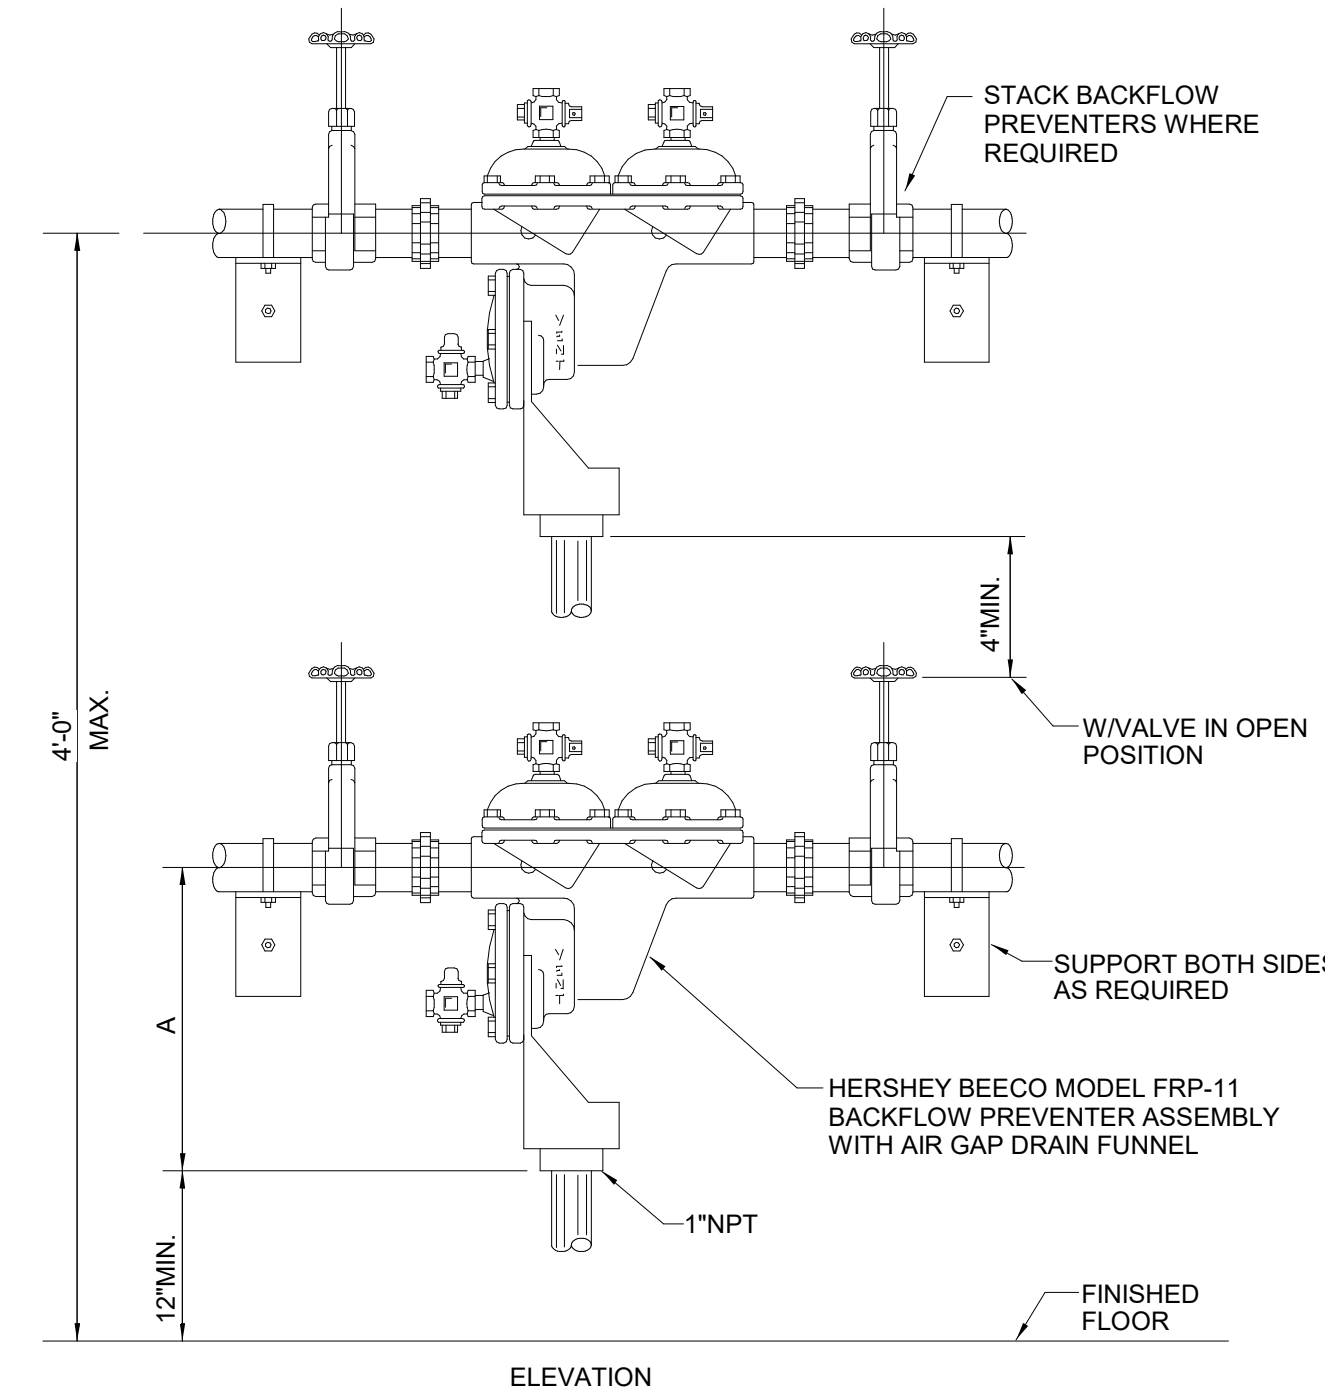 STACK BACKFLOW
PREVENTERS WHERE
REQUIRED
VENT
4"MIN.
4'-0"
MAX.
W/VALVE IN OPEN
POSITION
VENT
SUPPORT BOTH SIDES
AS REQUIRED
A
HERSHEY BEECO MODEL FRP-11
BACKFLOW PREVENTER ASSEMBLY
WITH AIR GAP DRAIN FUNNEL
1"NPT
12"MIN.
FINISHED
FLOOR
ELEVATION